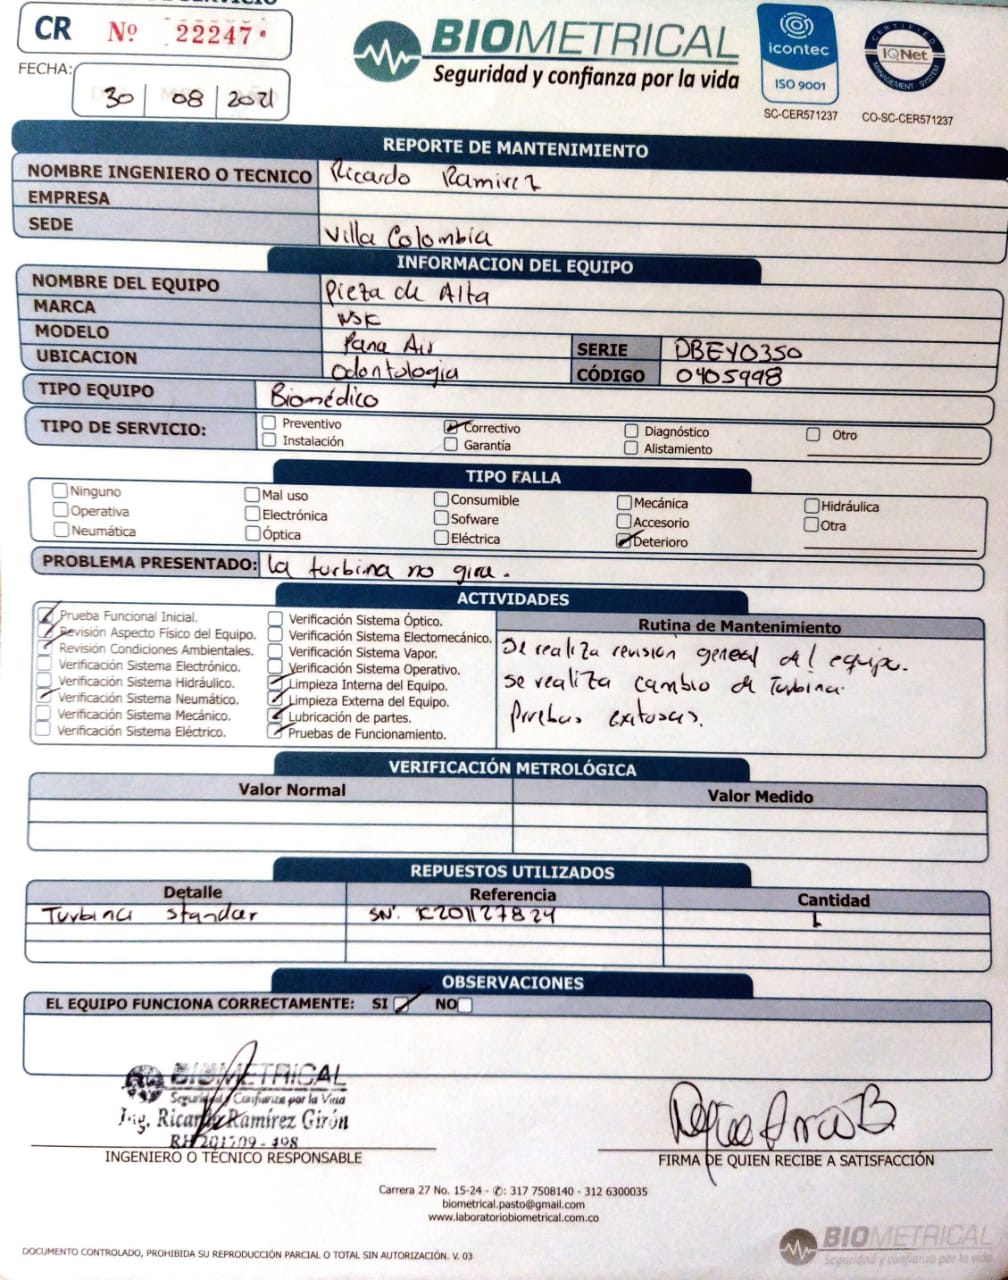 DE SERVICIO
CR Nº 22247
FECHA:
30 08 2021
BIOMETRICAL
Seguridad y confianza por la vida
icontec
ISO 9001
SC-CER571237
CERTIFIED
IQNet
MANAGEMENT SYSTEM
CO-SC-CER571237
REPORTE DE MANTENIMIENTO
NOMBRE INGENIERO O TECNICO Ricardo Ramirez
EMPRESA
SEDE Villa Colombia
INFORMACION DEL EQUIPO
NOMBRE DEL EQUIPO Pieza de Alta
MARCA NSK
MODELO Pana Air SERIE DBEY0350
UBICACION Odontologia CÓDIGO 0405998
TIPO EQUIPO Biomédico
TIPO DE SERVICIO: Preventivo Correctivo Diagnóstico Otro
Instalación Garantía Alistamiento
TIPO FALLA
Ninguno Mal uso Consumible Mecánica Hidráulica
Operativa Electrónica Sofware Accesorio Otra
Neumática Óptica Eléctrica Deterioro
PROBLEMA PRESENTADO: la turbina no gira.
ACTIVIDADES
Prueba Funcional Inicial.
Revisión Aspecto Físico del Equipo.
Revisión Condiciones Ambientales.
Verificación Sistema Electrónico.
Verificación Sistema Hidráulico.
Verificación Sistema Neumático.
Verificación Sistema Mecánico.
Verificación Sistema Eléctrico.
Verificación Sistema Óptico.
Verificación Sistema Electomecánico.
Verificación Sistema Vapor.
Verificación Sistema Operativo.
Limpieza Interna del Equipo.
Limpieza Externa del Equipo.
Lubricación de partes.
Pruebas de Funcionamiento.
Rutina de Mantenimiento
Se realiza revisión general del equipo.
se realiza cambio de Turbina.
Pruebas exitosas.
VERIFICACIÓN METROLÓGICA
Valor Normal Valor Medido
REPUESTOS UTILIZADOS
Detalle Referencia Cantidad
Turbina standar SN: K201127824 1
OBSERVACIONES
EL EQUIPO FUNCIONA CORRECTAMENTE: SI NO
BIOMETRICAL
Seguridad y Confianza por la Vida
Ing. Ricardo Ramírez Girón
RH 201709 - 498
INGENIERO O TÉCNICO RESPONSABLE
FIRMA DE QUIEN RECIBE A SATISFACCIÓN
Carrera 27 No. 15-24 - ✆: 317 7508140 - 312 6300035
biometrical.pasto@gmail.com
www.laboratoriobiometrical.com.co
DOCUMENTO CONTROLADO, PROHIBIDA SU REPRODUCCIÓN PARCIAL O TOTAL SIN AUTORIZACIÓN. V. 03
BIOMETRICAL
Seguridad y confianza por la vida